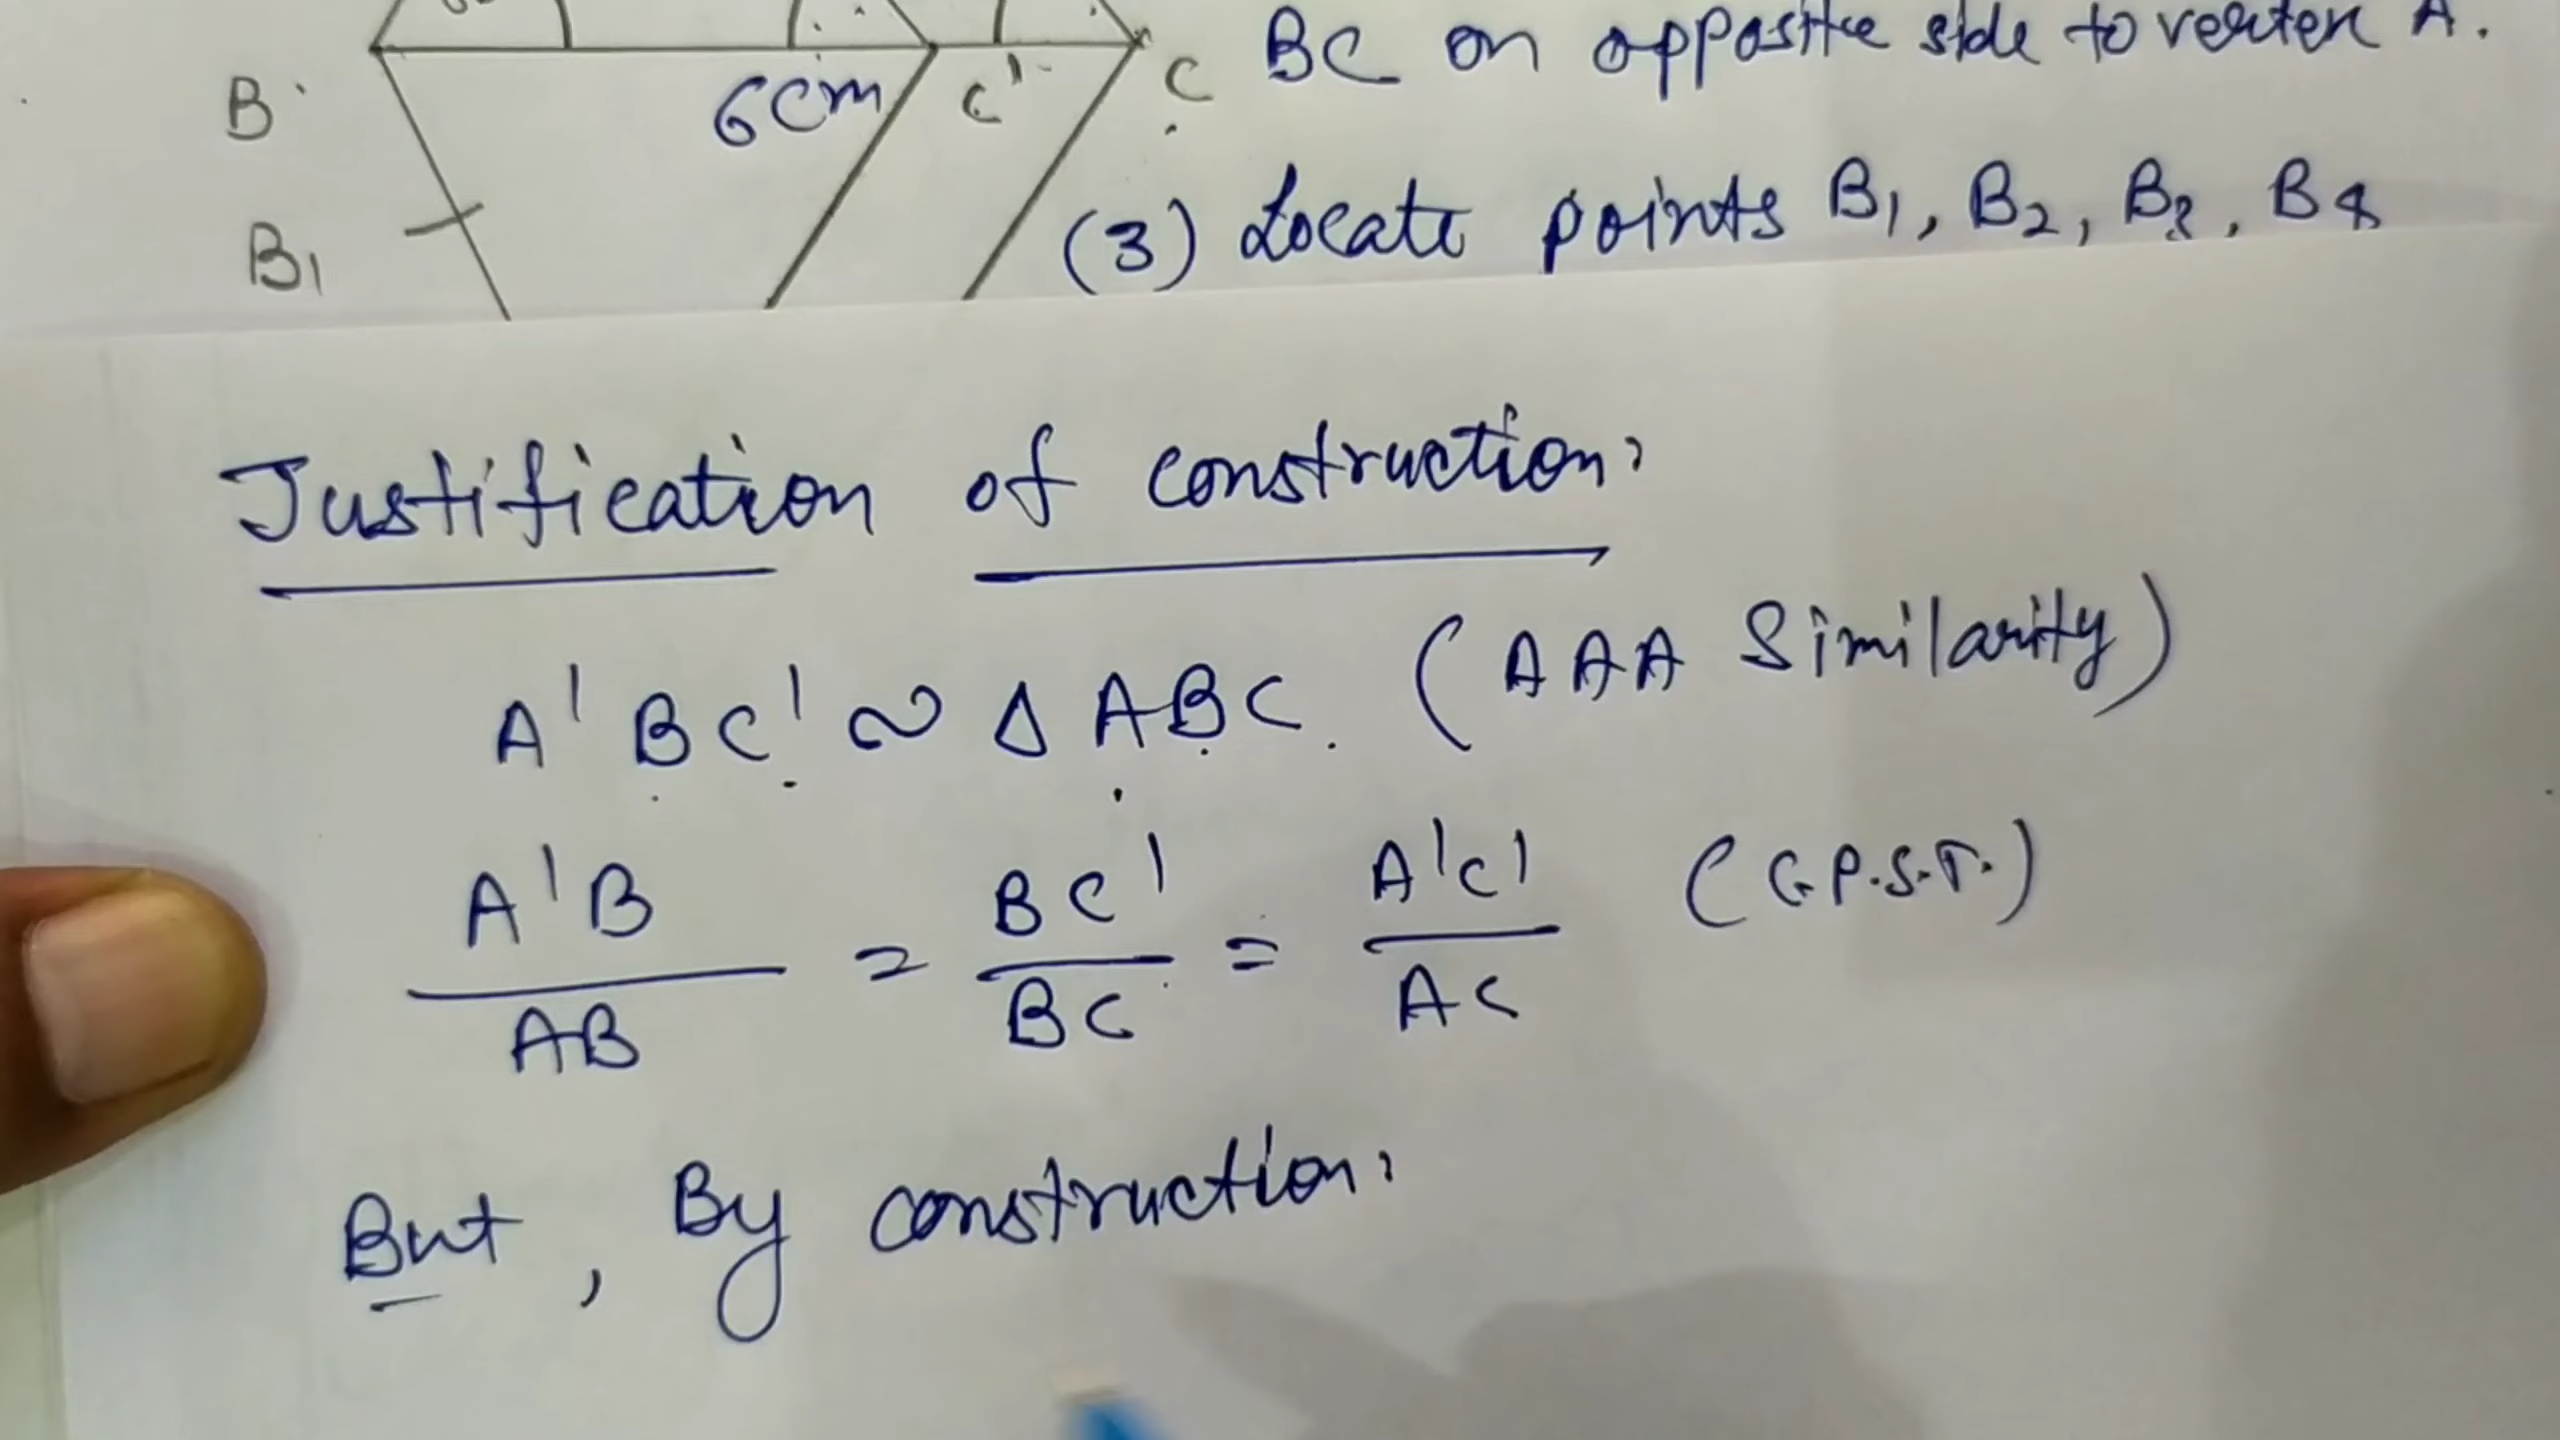 BC on opposite side to vertex A.
B
6cm
C'
C
(3) Locate points B1, B2, B3, B4
B1
Justification of construction:
A'BC' ~ Δ ABC. (AAA Similarity)
A'B/AB = BC'/BC = A'C'/AC (C.P.S.T.)
But, By construction: